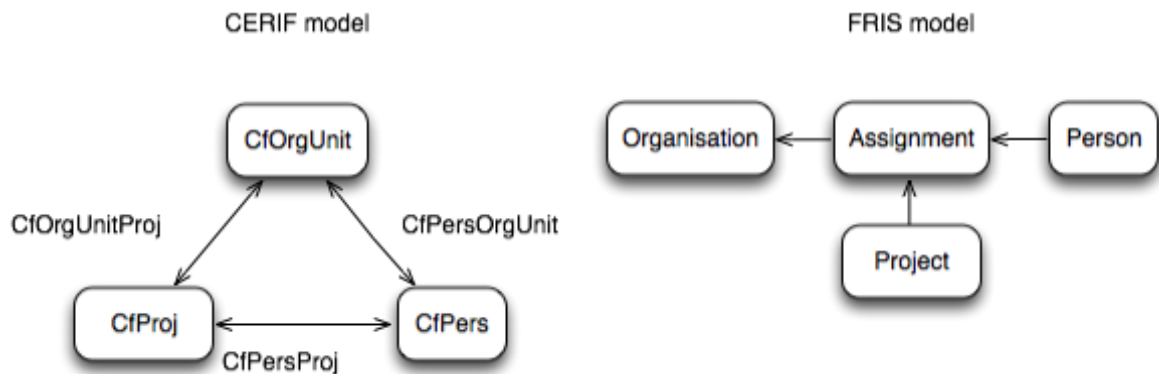 CERIF model
CfOrgUnit
CfOrgUnitProj
CfPersOrgUnit
CfProj
CfPers
CfPersProj
FRIS model
Organisation
Assignment
Person
Project